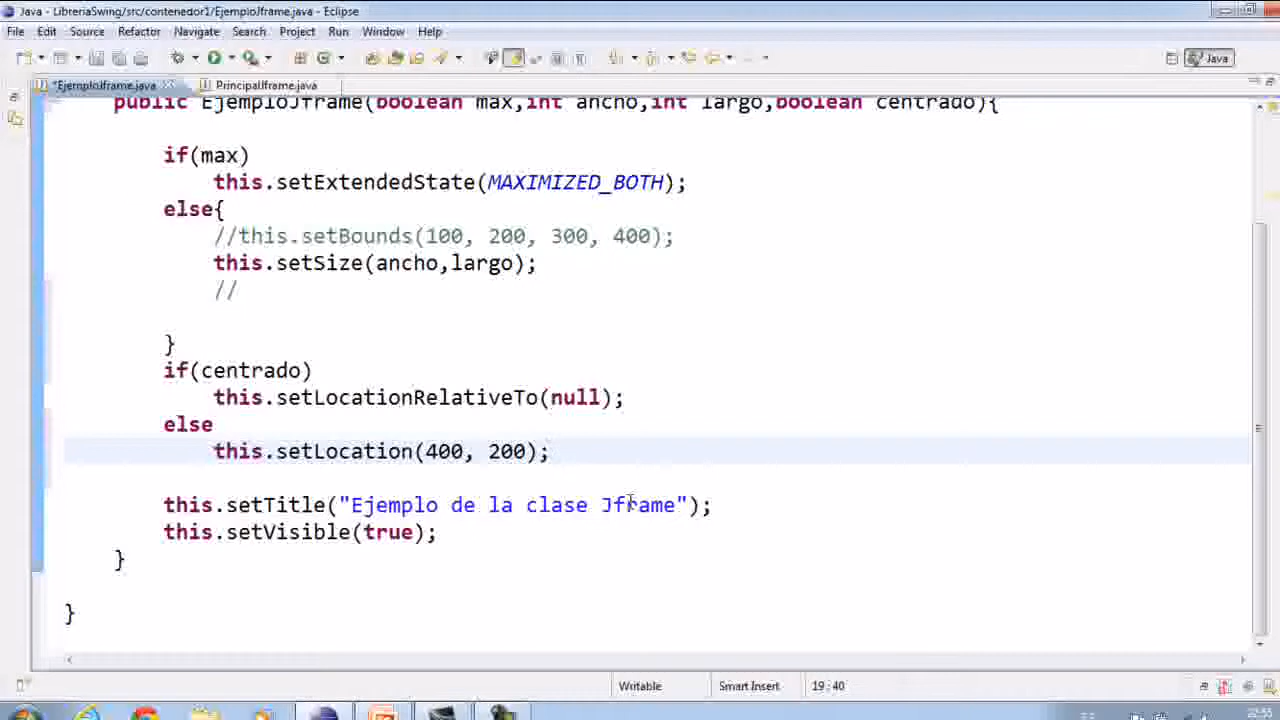 Java - LibreriaSwing/src/contenedor1/EjemploJframe.java - Eclipse
File Edit Source Refactor Navigate Search Project Run Window Help
Java
*EjemploJframe.java PrincipalJframe.java
public EjemploJframe(boolean max,int ancho,int largo,boolean centrado){
if(max)
this.setExtendedState(MAXIMIZED_BOTH);
else{
//this.setBounds(100, 200, 300, 400);
this.setSize(ancho,largo);
//
}
if(centrado)
this.setLocationRelativeTo(null);
else
this.setLocation(400, 200);
this.setTitle("Ejemplo de la clase Jframe");
this.setVisible(true);
}
}
Writable Smart Insert 19:40